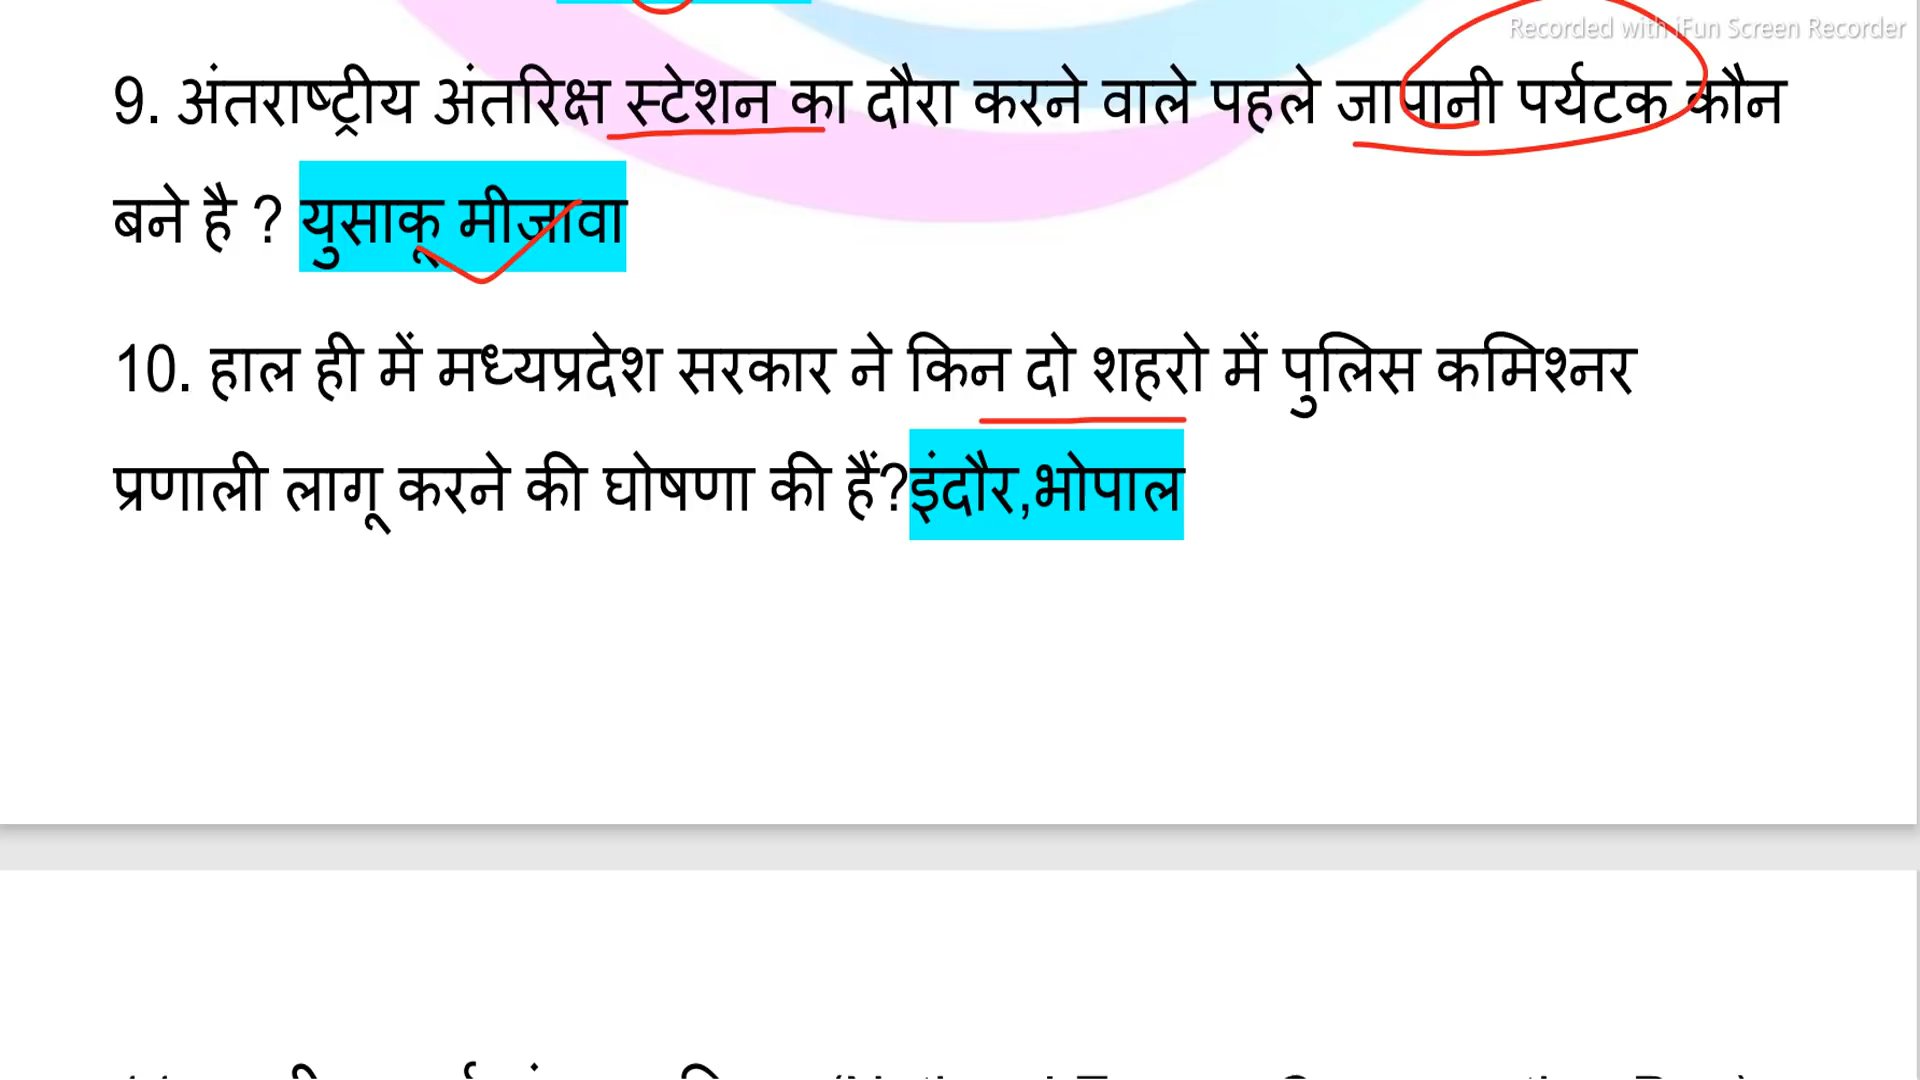 Recorded with iFun Screen Recorder
9. अंतराष्ट्रीय अंतरिक्ष स्टेशन का दौरा करने वाले पहले जापानी पर्यटक कौन
बने है ? युसाकू मीजावा
10. हाल ही में मध्यप्रदेश सरकार ने किन दो शहरो में पुलिस कमिश्नर
प्रणाली लागू करने की घोषणा की हैं?इंदौर,भोपाल